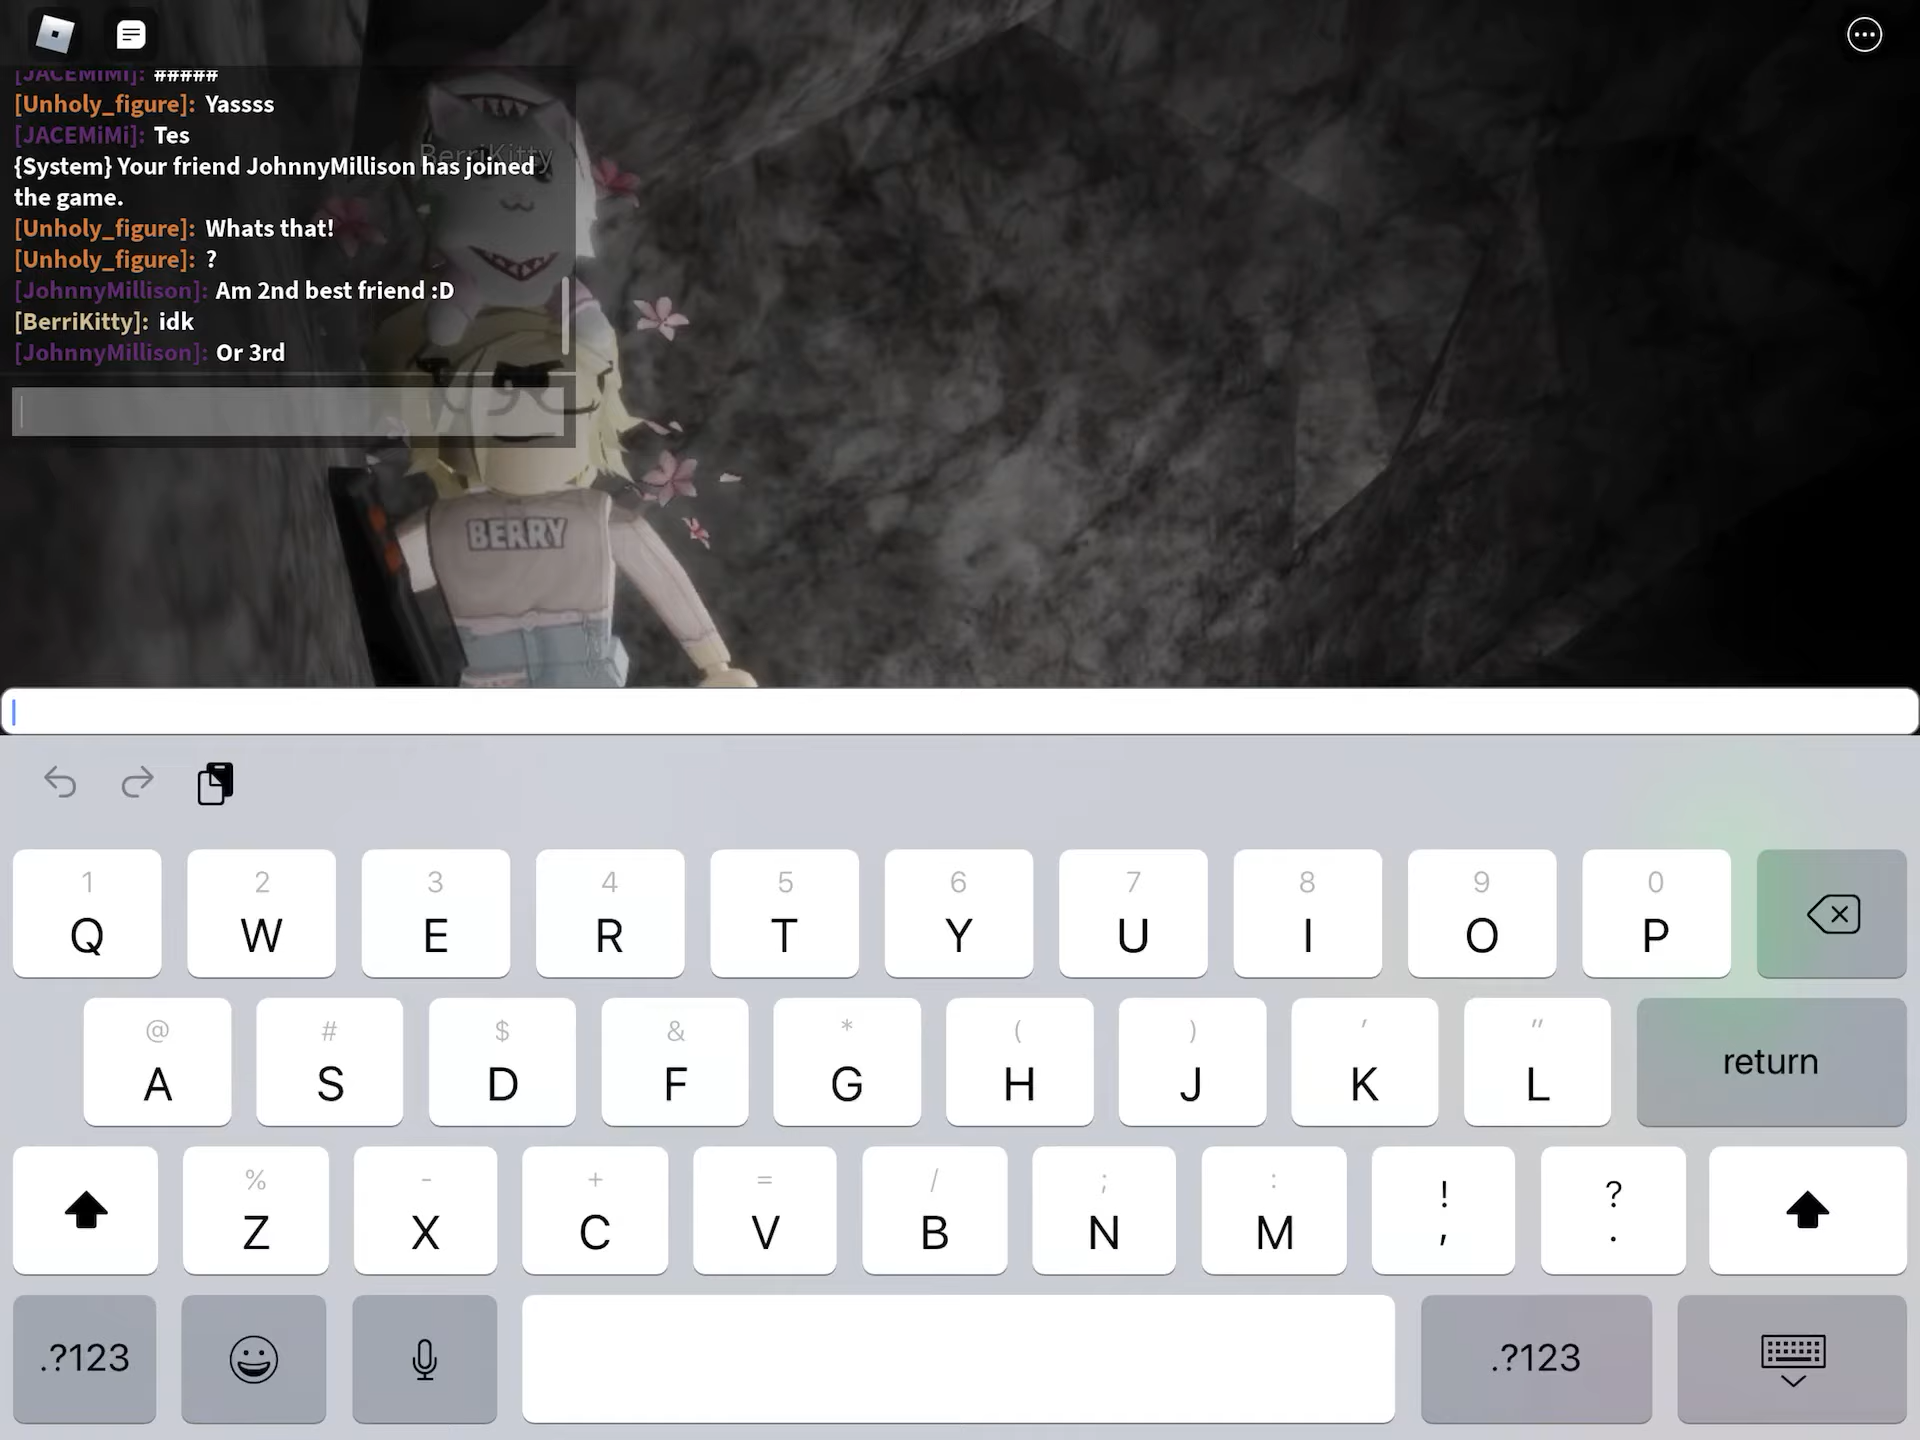 [JACEMiMi]: #####
[Unholy_figure]: Yassss
[JACEMiMi]: Tes
BerriKitty
{System} Your friend JohnnyMillison has joined
the game.
[Unholy_figure]: Whats that!
[Unholy_figure]: ?
[JohnnyMillison]: Am 2nd best friend :D
[BerriKitty]: idk
[JohnnyMillison]: Or 3rd
BERRY
1 2 3 4 5 6 7 8 9 0
Q W E R T Y U I O P
@ # $ & * ( ) ' "
A S D F G H J K L return
% - + = / ; : ! ?
Z X C V B N M , .
.?123 .?123